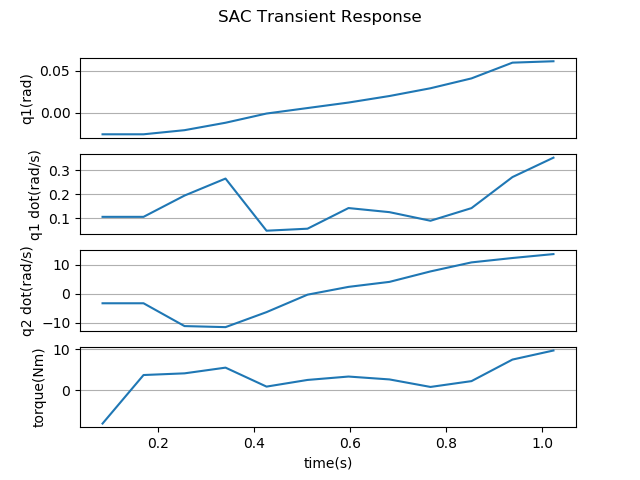 SAC Transient Response
q1(rad)
0.05
0.00
q1 dot(rad/s)
0.3
0.2
0.1
q2 dot(rad/s)
10
0
−10
torque(Nm)
10
0
0.2 0.4 0.6 0.8 1.0
time(s)